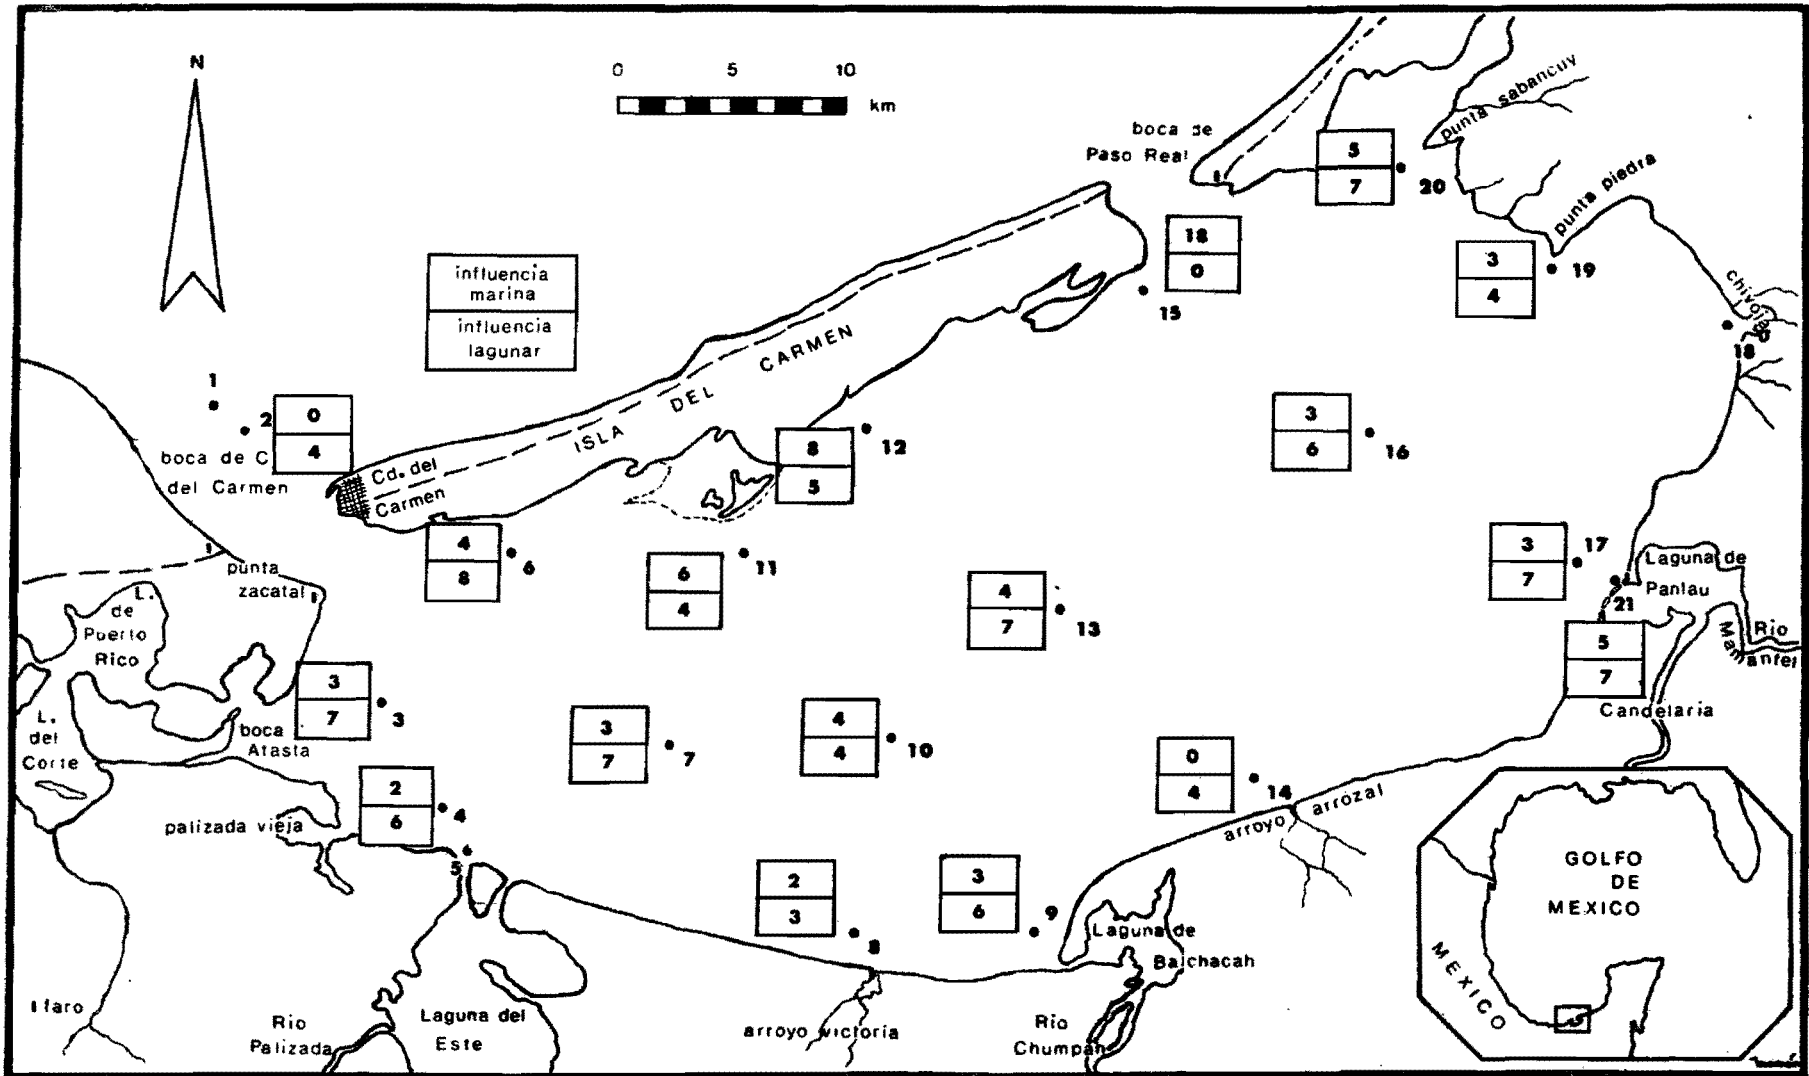 N
0 5 10
km
influencia
marina
influencia
lagunar
boca de
Paso Real
punta sabancuy
punta piedra
5
7
20
18
0
15
3
4
19
18
1
2
0
4
boca de C
del Carmen
Cd. del
Carmen
ISLA DEL CARMEN
8
5
12
3
6
16
4
8
6
6
4
11
4
7
13
3
7
17
Laguna de
Panlau
21
5
7
Rio
Mamantel
Candelaria
punta
zacatal
L.
de
Puerto
Rico
3
7
3
L.
del
Corte
boca
Atasta
3
7
7
4
4
10
0
4
14
arroyo arrozal
2
6
4
palizada vieja
5
2
3
8
3
6
9
Laguna de
Balchacah
Rio
Palizada
Laguna del
Este
arroyo victoria
Rio
Chumpan
GOLFO
DE
MEXICO
MEXICO